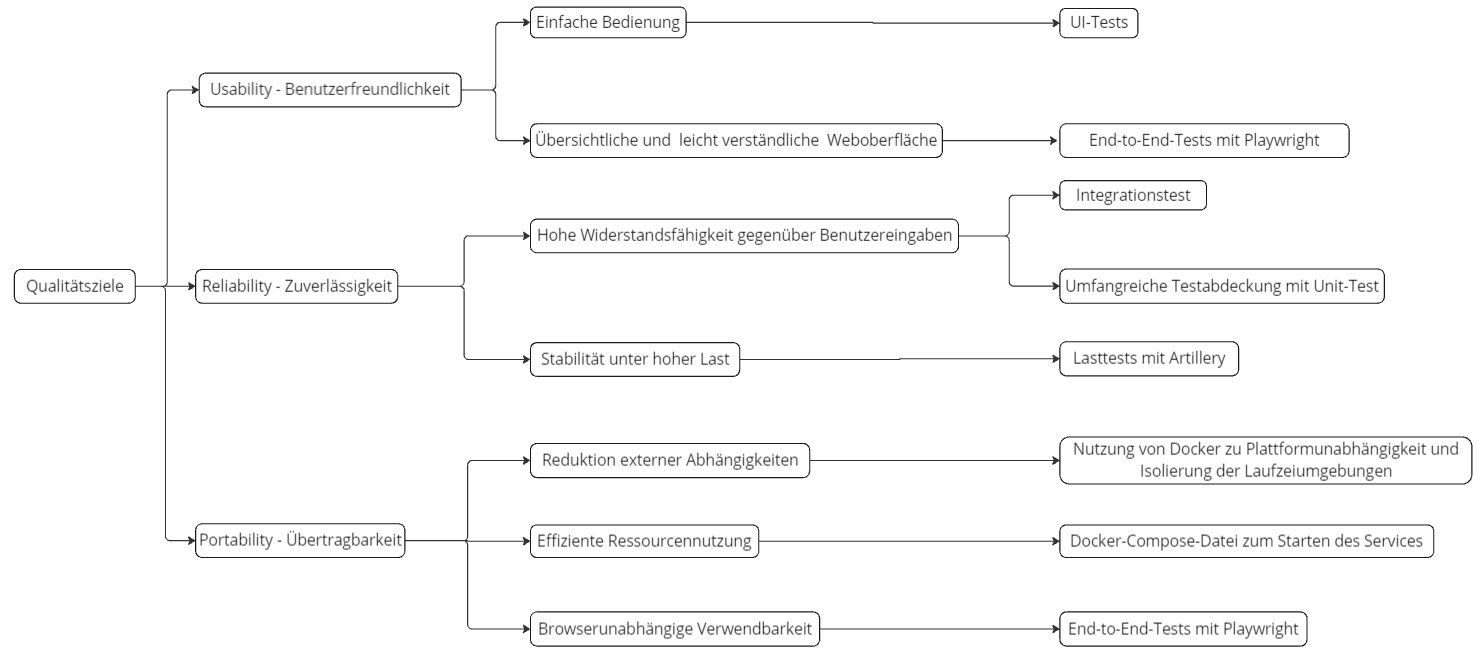 Qualitätsziele
Usability - Benutzerfreundlichkeit
Einfache Bedienung
UI-Tests
Übersichtliche und leicht verständliche Weboberfläche
End-to-End-Tests mit Playwright
Reliability - Zuverlässigkeit
Hohe Widerstandsfähigkeit gegenüber Benutzereingaben
Integrationstest
Umfangreiche Testabdeckung mit Unit-Test
Stabilität unter hoher Last
Lasttests mit Artillery
Portability - Übertragbarkeit
Reduktion externer Abhängigkeiten
Nutzung von Docker zu Plattformunabhängigkeit und
Isolierung der Laufzeiumgebungen
Effiziente Ressourcennutzung
Docker-Compose-Datei zum Starten des Services
Browserunabhängige Verwendbarkeit
End-to-End-Tests mit Playwright